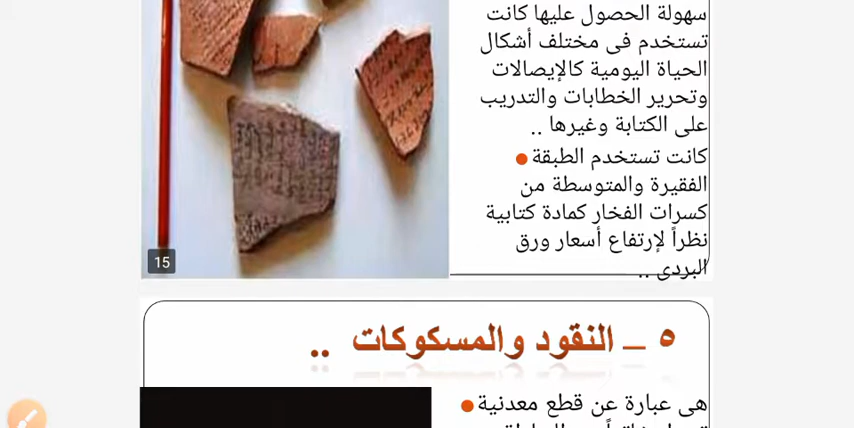 سهولة الحصول عليها كانت
تستخدم فى مختلف أشكال
الحياة اليومية كالإيصالات
وتحرير الخطابات والتدريب
على الكتابة وغيرها ..
كانت تستخدم الطبقة
الفقيرة والمتوسطة من
كسرات الفخار كمادة كتابية
نظراً لإرتفاع أسعار ورق
البردى ..
15
٥ – النقود والمسكوكات ..
هى عبارة عن قطع معدنية